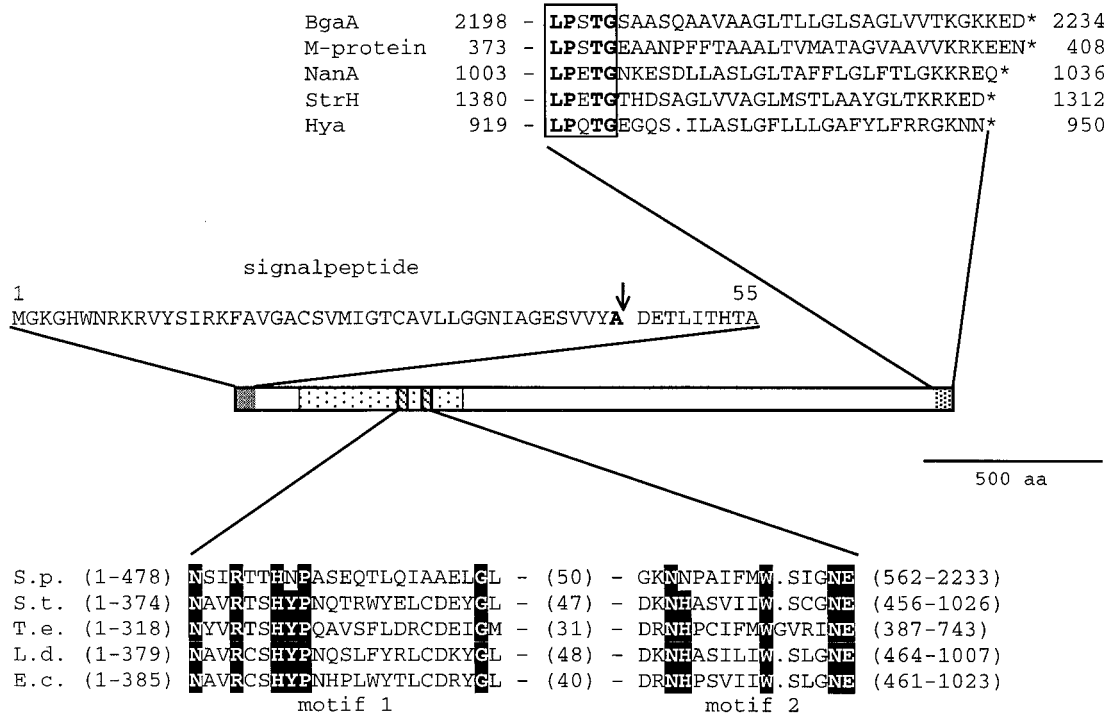 BgaA 2198 - LPSTGSAASQAAVAAGLTLLGLSAGLVVTKGKKED* 2234
M-protein 373 - LPSTGEAANPFFTAAALTVMATAGVAAVVKRKEEN* 408
NanA 1003 - LPETGNKESDLLASLGLTAFFLGLFTLGKKREQ* 1036
StrH 1380 - LPETGTHDSAGLVVAGLMSTLAAYGLTKRKED* 1312
Hya 919 - LPQTGEGQS.ILASLGFLLLGAFYLFRRGKNN* 950
signalpeptide
1 55
MGKGHWNRKRVYSIRKFAVGACSVMIGTCAVLLGGNIAGESVVYA DETLITHTA
500 aa
S.p. (1-478) NSIRTTHNPASEQTLQIAAELGL - (50) - GKNNPAIFMW.SIGNE (562-2233)
S.t. (1-374) NAVRTSHYPNQTRWYELCDEYGL - (47) - DKNHASVIIW.SCGNE (456-1026)
T.e. (1-318) NYVRTSHYPQAVSFLDRCDEIGM - (31) - DRNHPCIFMWGVRINE (387-743)
L.d. (1-379) NAVRCSHYPNQSLFYRLCDKYGL - (48) - DKNHASILIW.SLGNE (464-1007)
E.c. (1-385) NAVRCSHYPNHPLWYTLCDRYGL - (40) - DRNHPSVIIW.SLGNE (461-1023)
motif 1 motif 2